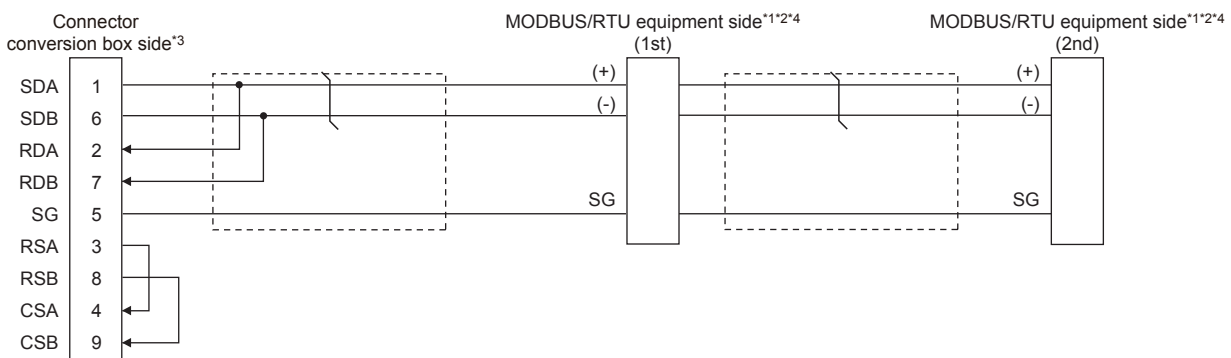 Connector
conversion box side*3
MODBUS/RTU equipment side*1*2*4
(1st)
MODBUS/RTU equipment side*1*2*4
(2nd)
SDA 1 (+) (+)
SDB 6 (-) (-)
RDA 2
RDB 7
SG 5 SG SG
RSA 3
RSB 8
CSA 4
CSB 9